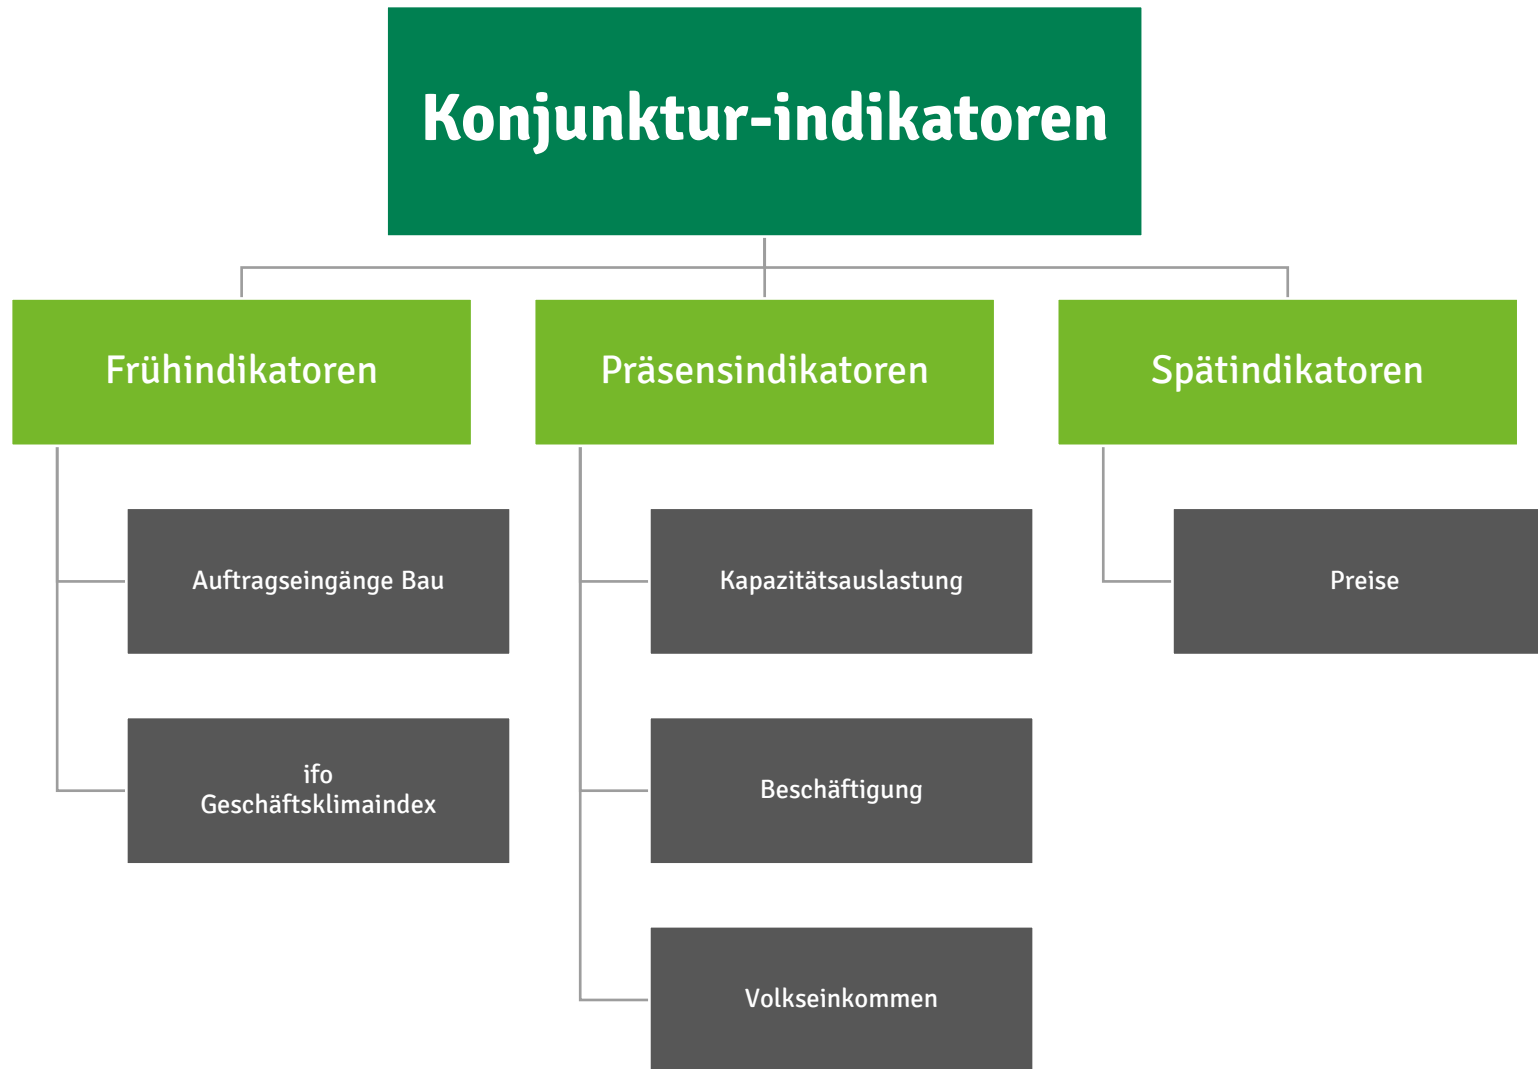 Konjunktur-indikatoren
Frühindikatoren
Präsensindikatoren
Spätindikatoren
Auftragseingänge Bau
Kapazitätsauslastung
Preise
ifo
Geschäftsklimaindex
Beschäftigung
Volkseinkommen